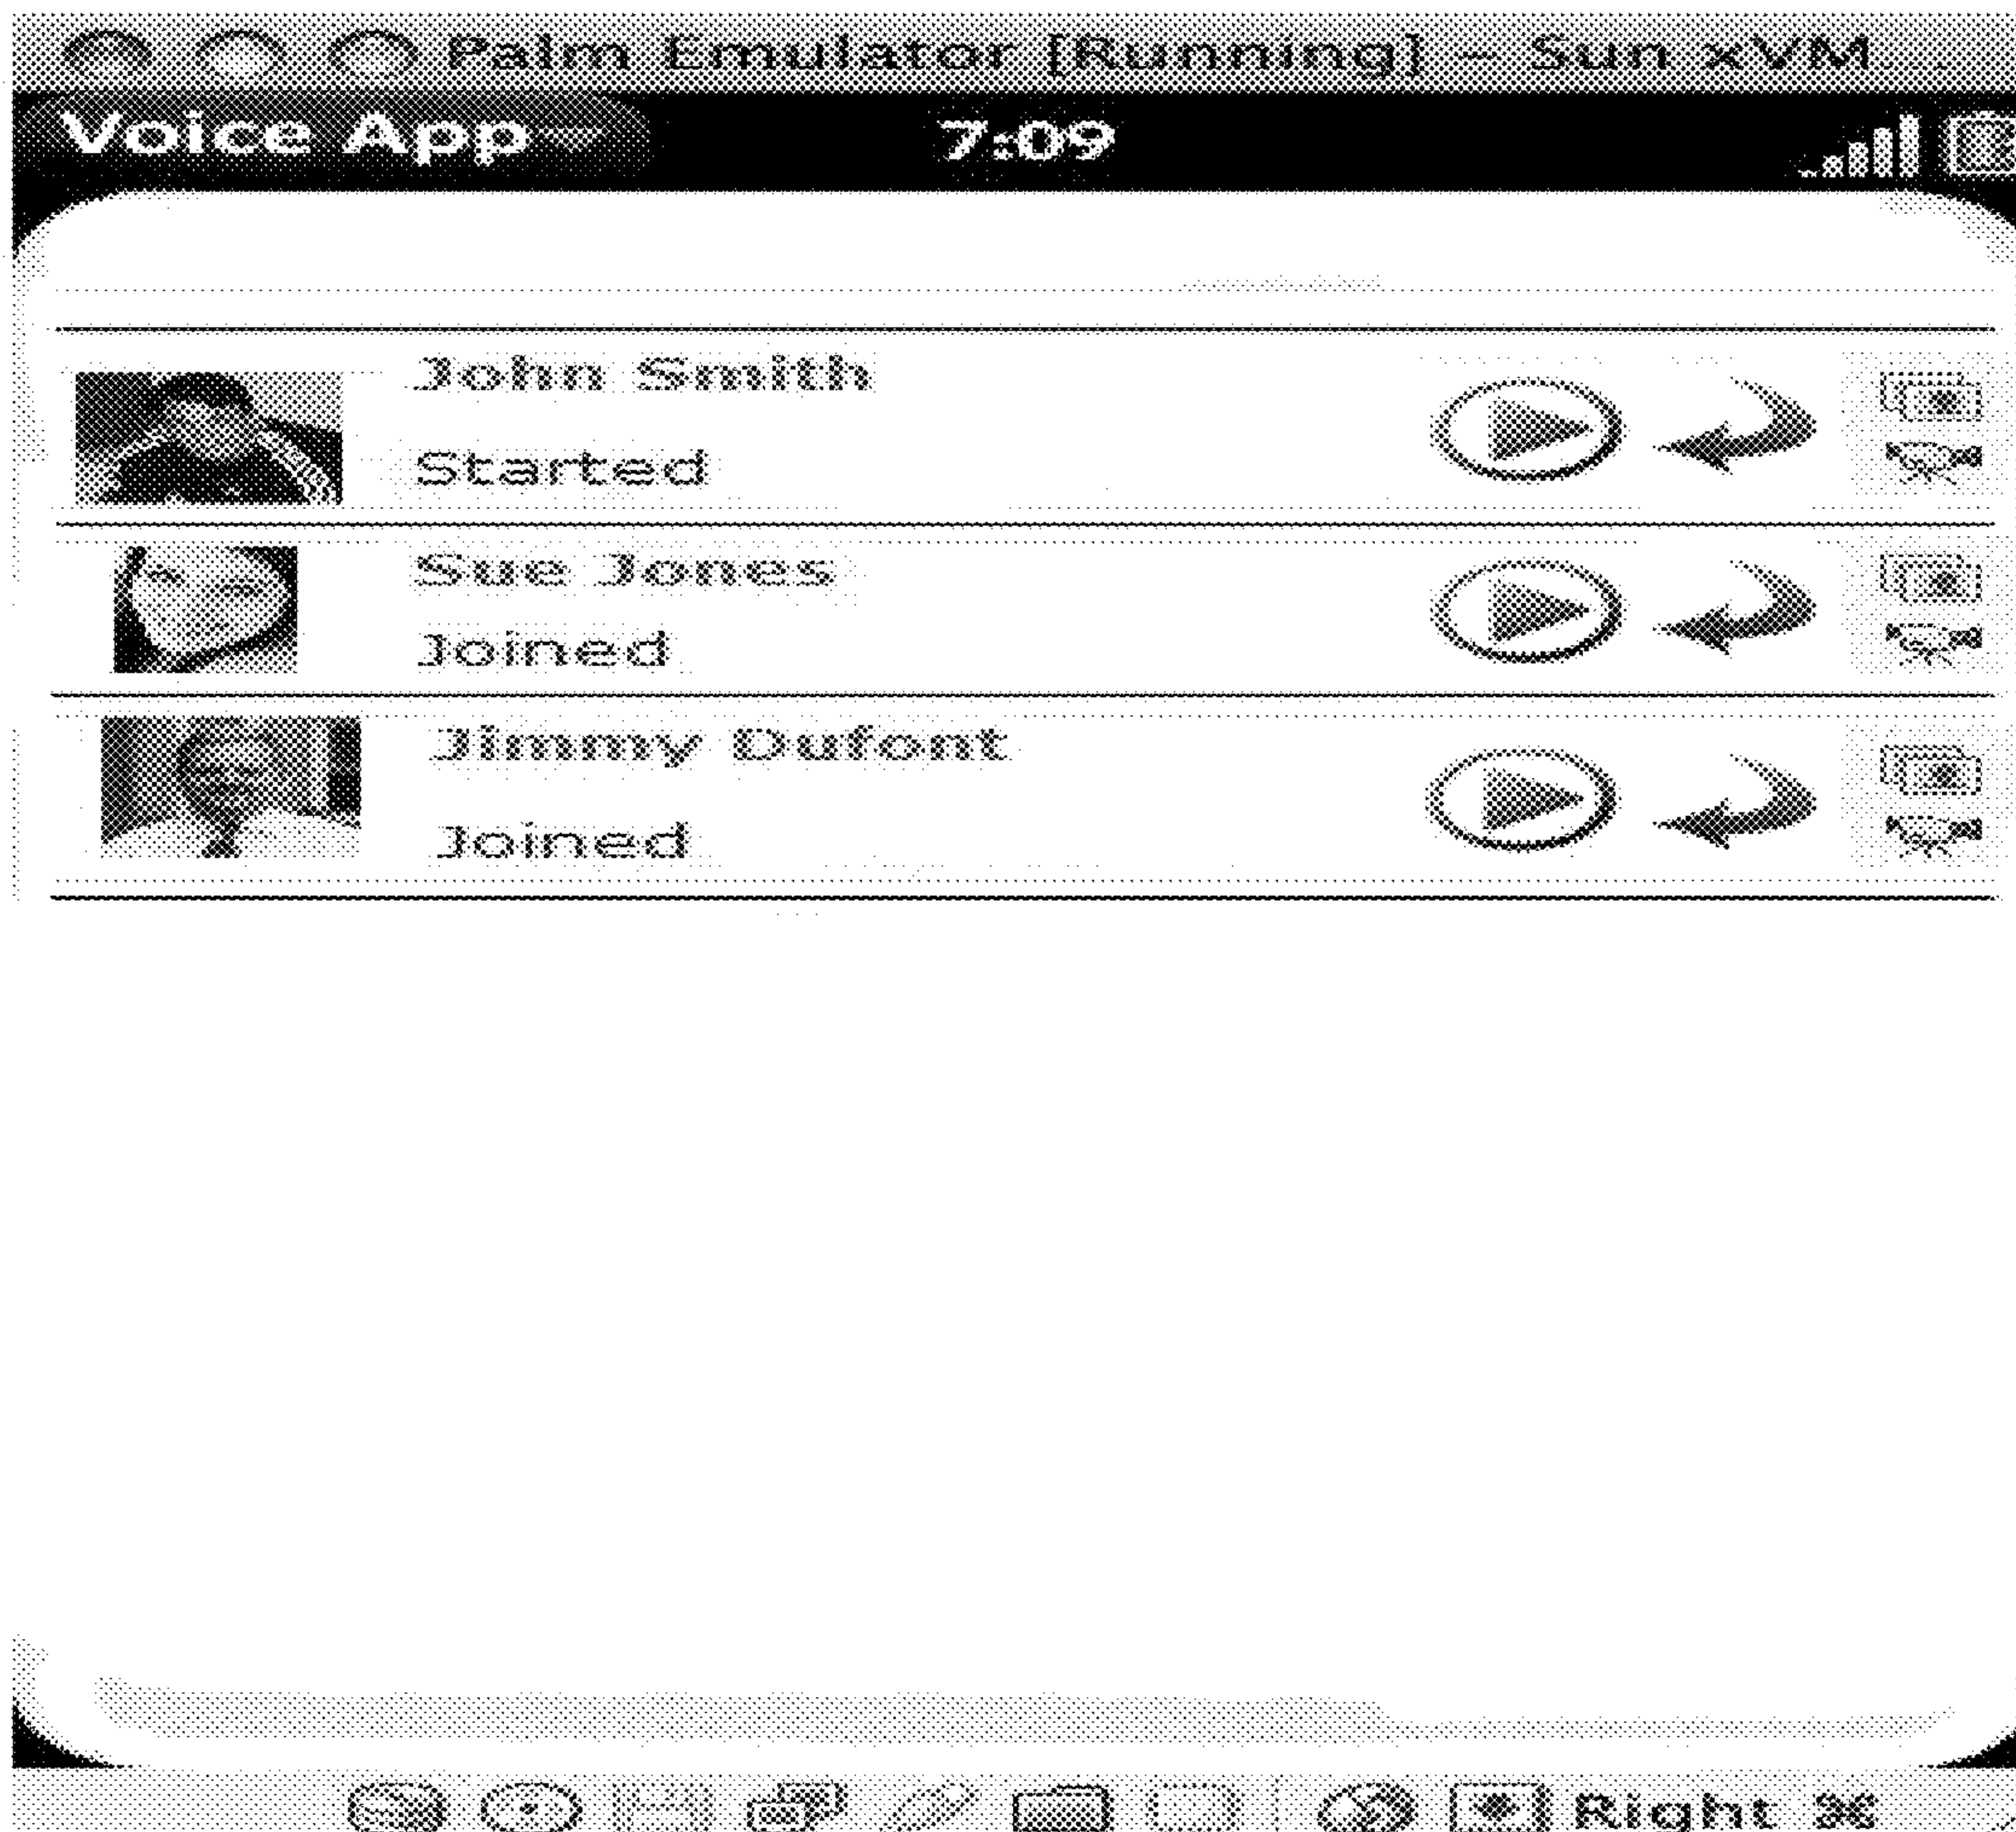 Palm Emulator [Running] – Sun xVM
Voice App
7:09
John Smith
Started
Sue Jones
Joined
Jimmy Dufont
Joined
Right ⌘